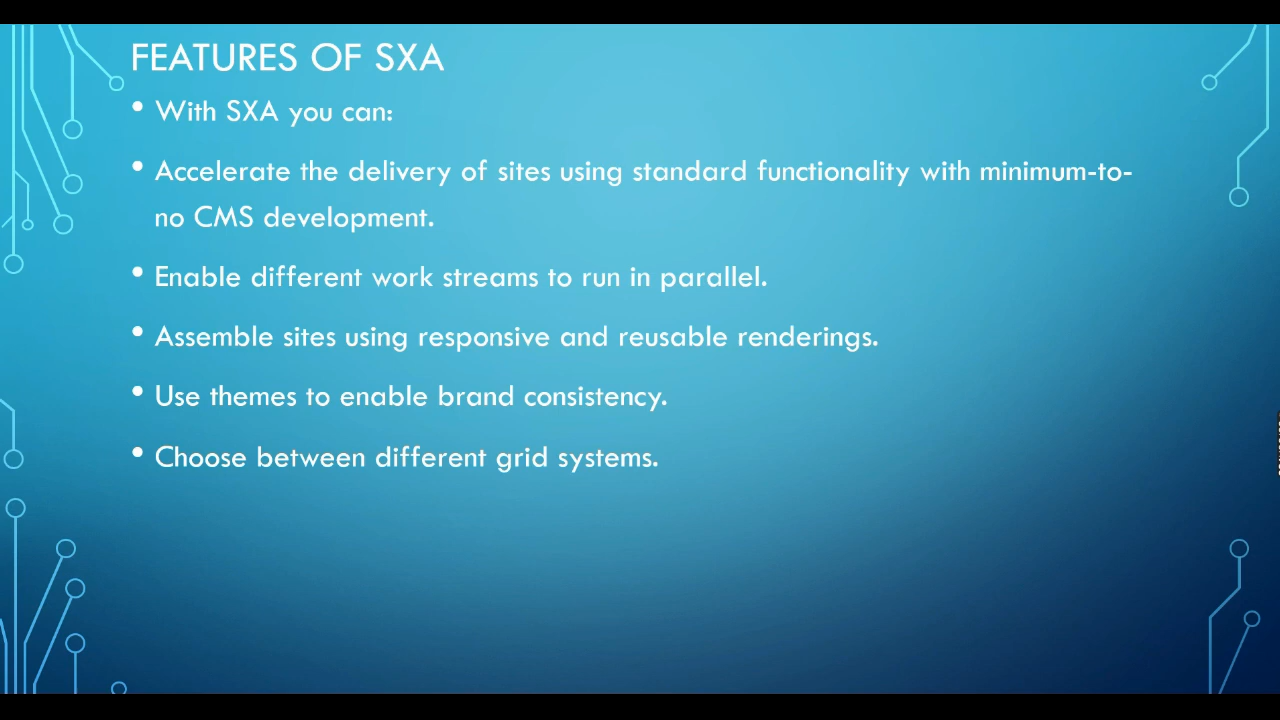 FEATURES OF SXA
• With SXA you can:
• Accelerate the delivery of sites using standard functionality with minimum-to-
no CMS development.
• Enable different work streams to run in parallel.
• Assemble sites using responsive and reusable renderings.
• Use themes to enable brand consistency.
• Choose between different grid systems.